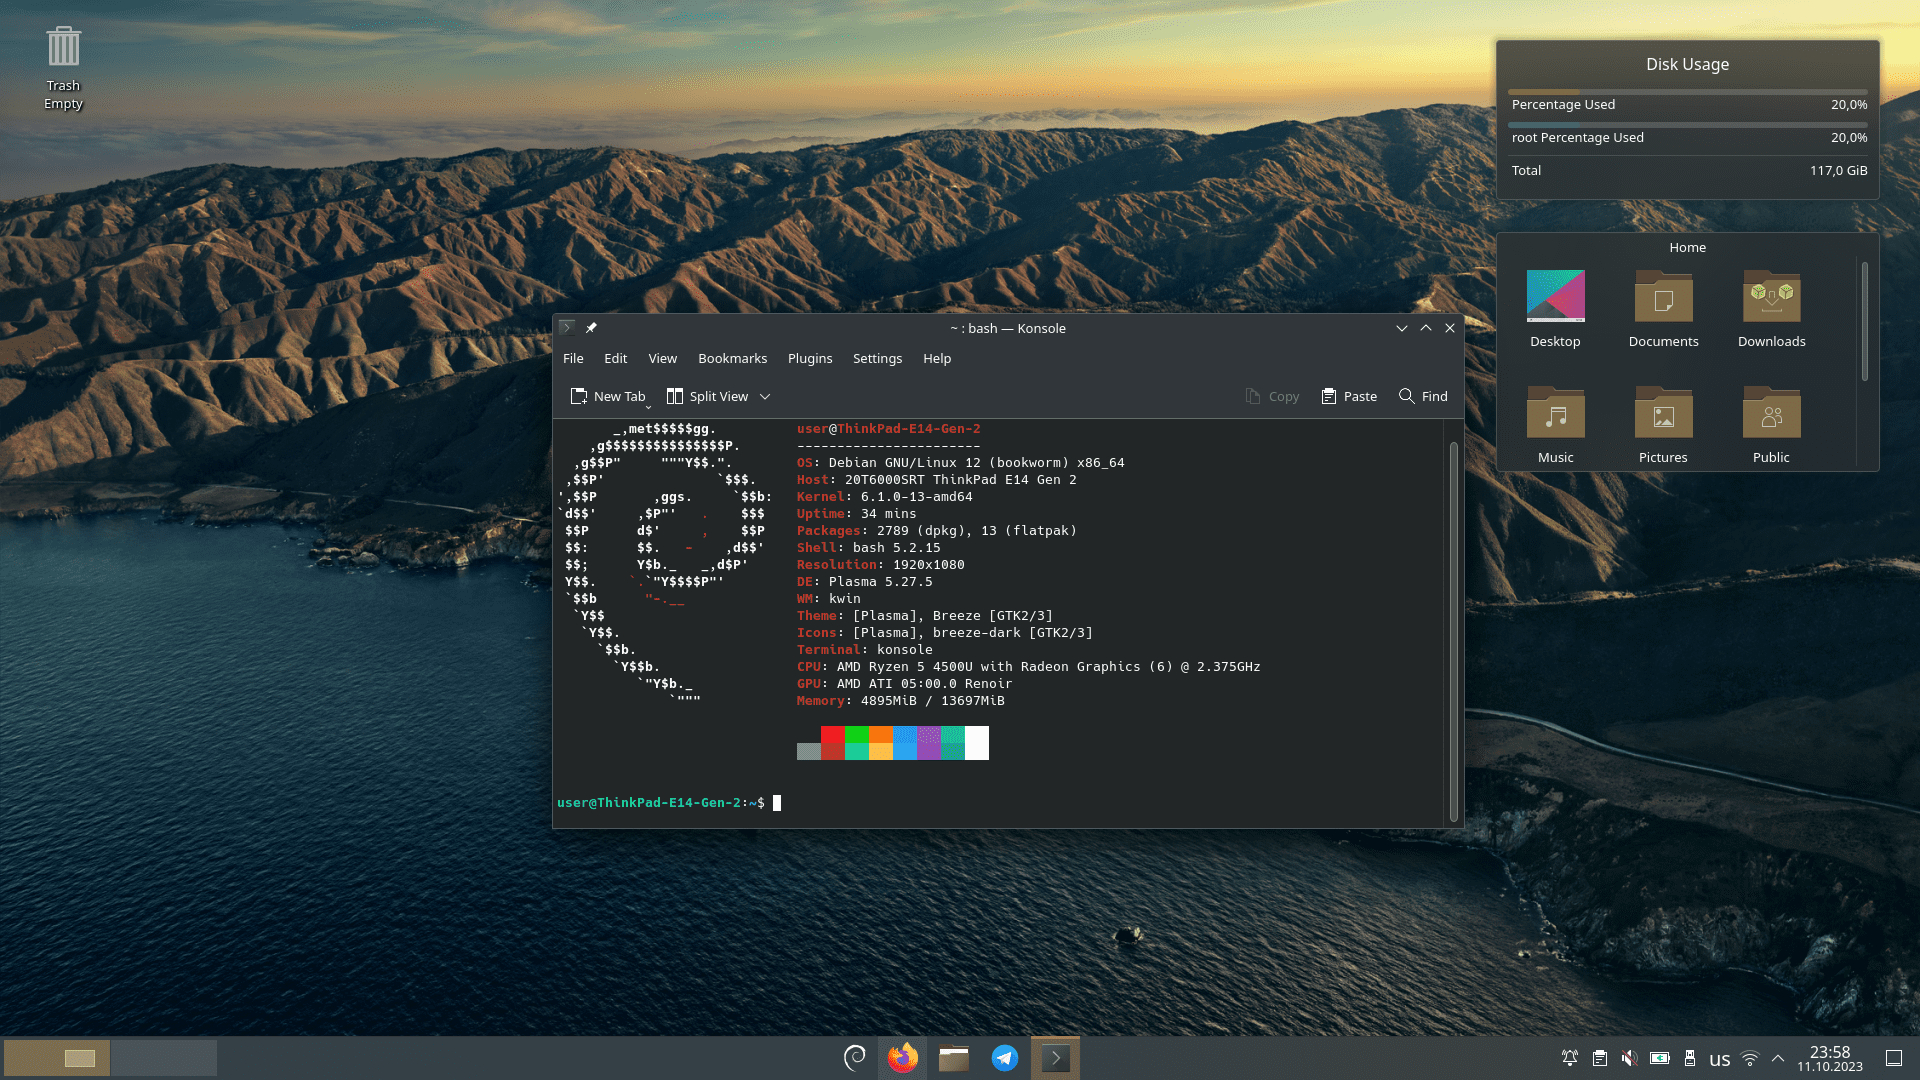 Trash
Empty
Disk Usage
Percentage Used 20,0%
root Percentage Used 20,0%
Total 117,0 GiB
Home
Desktop Documents Downloads
Music Pictures Public
~ : bash — Konsole
File Edit View Bookmarks Plugins Settings Help
New Tab Split View Copy Paste Find
       _,met$$$$$gg.          user@ThinkPad-E14-Gen-2
    ,g$$$$$$$$$$$$$$$P.       -----------------------
  ,g$$P"     """Y$$.".        OS: Debian GNU/Linux 12 (bookworm) x86_64
 ,$$P'              `$$$.     Host: 20T6000SRT ThinkPad E14 Gen 2
',$$P       ,ggs.     `$$b:   Kernel: 6.1.0-13-amd64
`d$$'     ,$P"'   .    $$$    Uptime: 34 mins
 $$P      d$'     ,    $$P    Packages: 2789 (dpkg), 13 (flatpak)
 $$:      $$.   -    ,d$$'    Shell: bash 5.2.15
 $$;      Y$b._   _,d$P'      Resolution: 1920x1080
 Y$$.    `.`"Y$$$$P"'         DE: Plasma 5.27.5
 `$$b      "-.__              WM: kwin
  `Y$$                        Theme: [Plasma], Breeze [GTK2/3]
   `Y$$.                      Icons: [Plasma], breeze-dark [GTK2/3]
     `$$b.                    Terminal: konsole
       `Y$$b.                 CPU: AMD Ryzen 5 4500U with Radeon Graphics (6) @ 2.375GHz
          `"Y$b._             GPU: AMD ATI 05:00.0 Renoir
              `"""            Memory: 4895MiB / 13697MiB
user@ThinkPad-E14-Gen-2:~$
us 23:58
11.10.2023